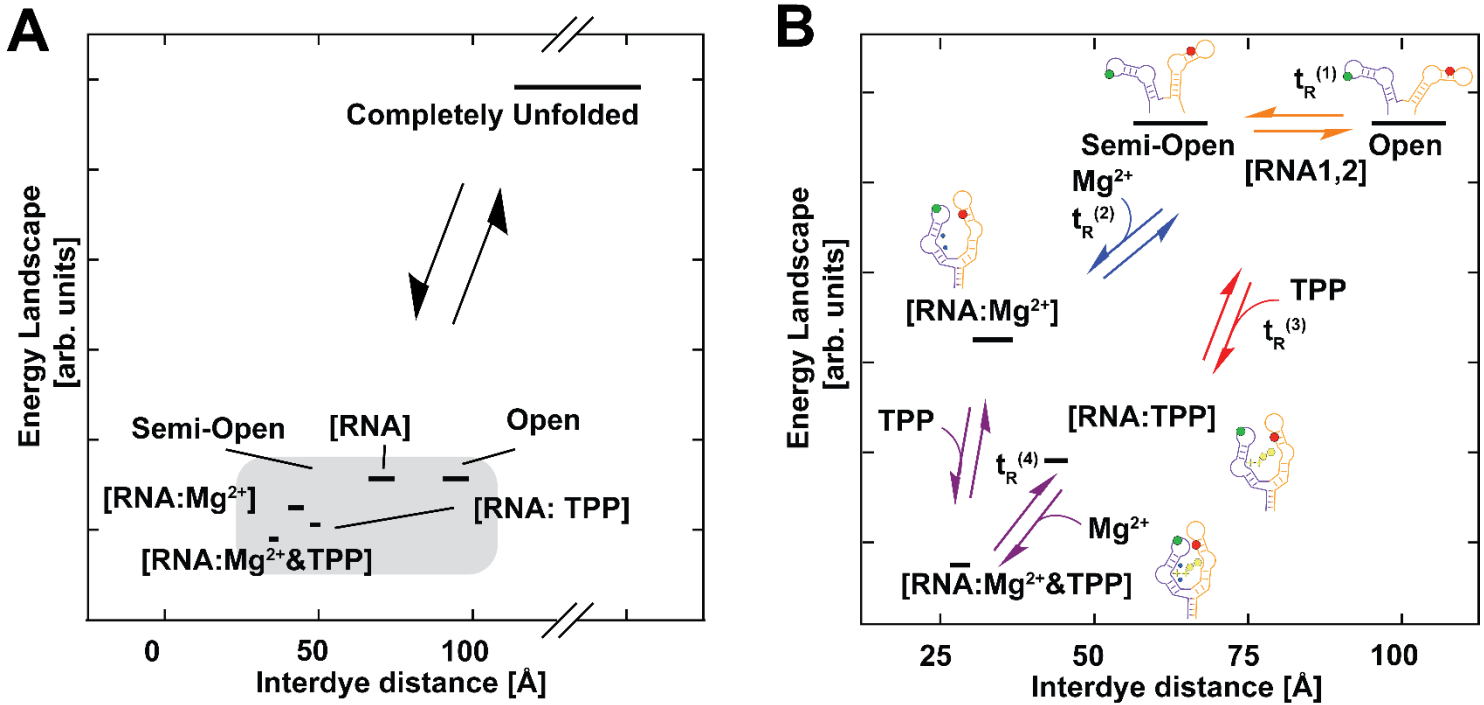 A
Completely Unfolded
Semi-Open
[RNA]
Open
[RNA:Mg²⁺]
[RNA: TPP]
[RNA:Mg²⁺&TPP]
0
50
100
Interdye distance [Å]
Energy Landscape
[arb. units]
B
tR⁽¹⁾
Semi-Open
Open
[RNA1,2]
Mg²⁺
tR⁽²⁾
[RNA:Mg²⁺]
TPP
tR⁽³⁾
TPP
[RNA:TPP]
tR⁽⁴⁾
Mg²⁺
[RNA:Mg²⁺&TPP]
25
50
75
100
Interdye distance [Å]
Energy Landscape
[arb. units]